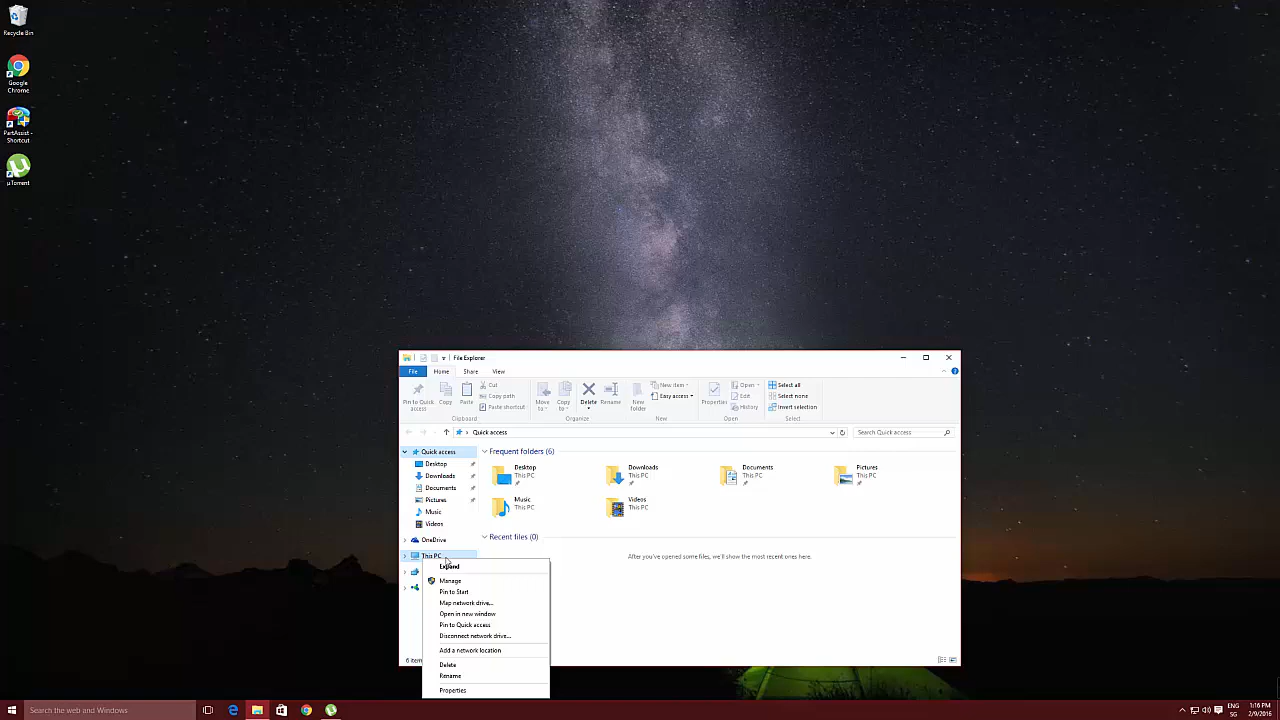 Recycle Bin
Google
Chrome
PartAssist -
Shortcut
µTorrent
File Explorer
File
Home
Share
View
Pin to Quick
access
Copy
Paste
Cut
Copy path
Paste shortcut
Clipboard
Move
to
Copy
to
Delete
Rename
Organize
New
folder
New item
Easy access
New
Properties
Open
Edit
History
Open
Select all
Select none
Invert selection
Select
Quick access
Search Quick access
Quick access
Desktop
Downloads
Documents
Pictures
Music
Videos
OneDrive
This PC
Frequent folders (6)
Desktop
This PC
Downloads
This PC
Documents
This PC
Pictures
This PC
Music
This PC
Videos
This PC
Recent files (0)
After you've opened some files, we'll show the most recent ones here.
Expand
Manage
Pin to Start
Map network drive...
Open in new window
Pin to Quick access
Disconnect network drive...
Add a network location
Delete
Rename
Properties
Search the web and Windows
ENG
SG
1:16 PM
2/9/2016